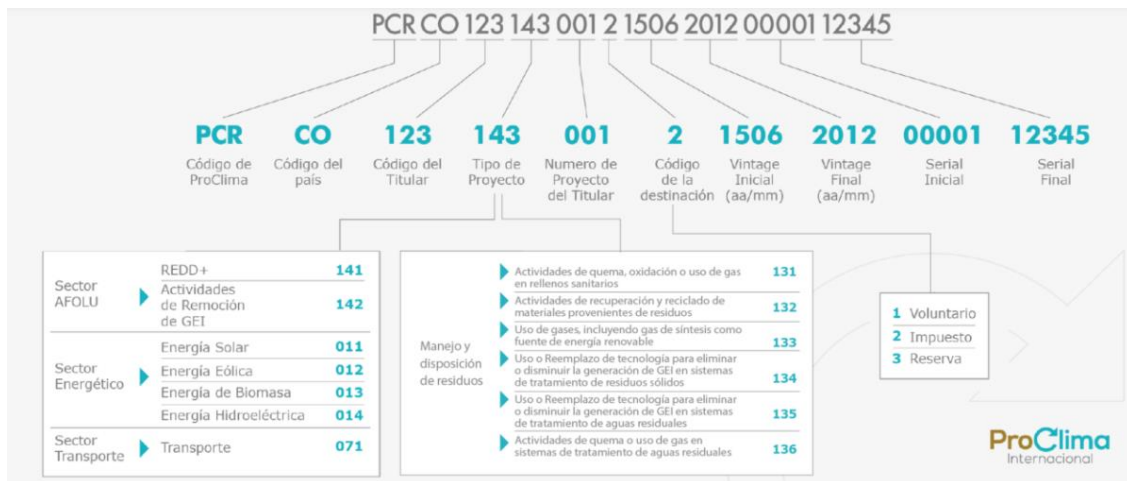 PCR CO 123 143 001 2 1506 2012 00001 12345
PCR CO 123 143 001 2 1506 2012 00001 12345
Código de
ProClima
Código del
país
Código del
Titular
Tipo de
Proyecto
Numero de
Proyecto
del Titular
Código
de la
destinación
Vintage
Inicial
(aa/mm)
Vintage
Final
(aa/mm)
Serial
Inicial
Serial
Final
Sector
AFOLU
REDD+ 141
Actividades
de Remoción 142
de GEI
Sector
Energético
Energía Solar 011
Energía Eólica 012
Energía de Biomasa 013
Energía Hidroeléctrica 014
Sector
Transporte
Transporte 071
Manejo y
disposición
de residuos
Actividades de quema, oxidación o uso de gas 131
en rellenos sanitarios
Actividades de recuperación y reciclado de
materiales provenientes de residuos 132
Uso de gases, incluyendo gas de síntesis como
fuente de energía renovable 133
Uso o Reemplazo de tecnología para eliminar
o disminuir la generación de GEI en sistemas 134
de tratamiento de residuos sólidos
Uso o Reemplazo de tecnología para eliminar
o disminuir la generación de GEI en sistemas 135
de tratamiento de aguas residuales
Actividades de quema o uso de gas en
sistemas de tratamiento de aguas residuales 136
1 Voluntario
2 Impuesto
3 Reserva
ProClima
Internacional